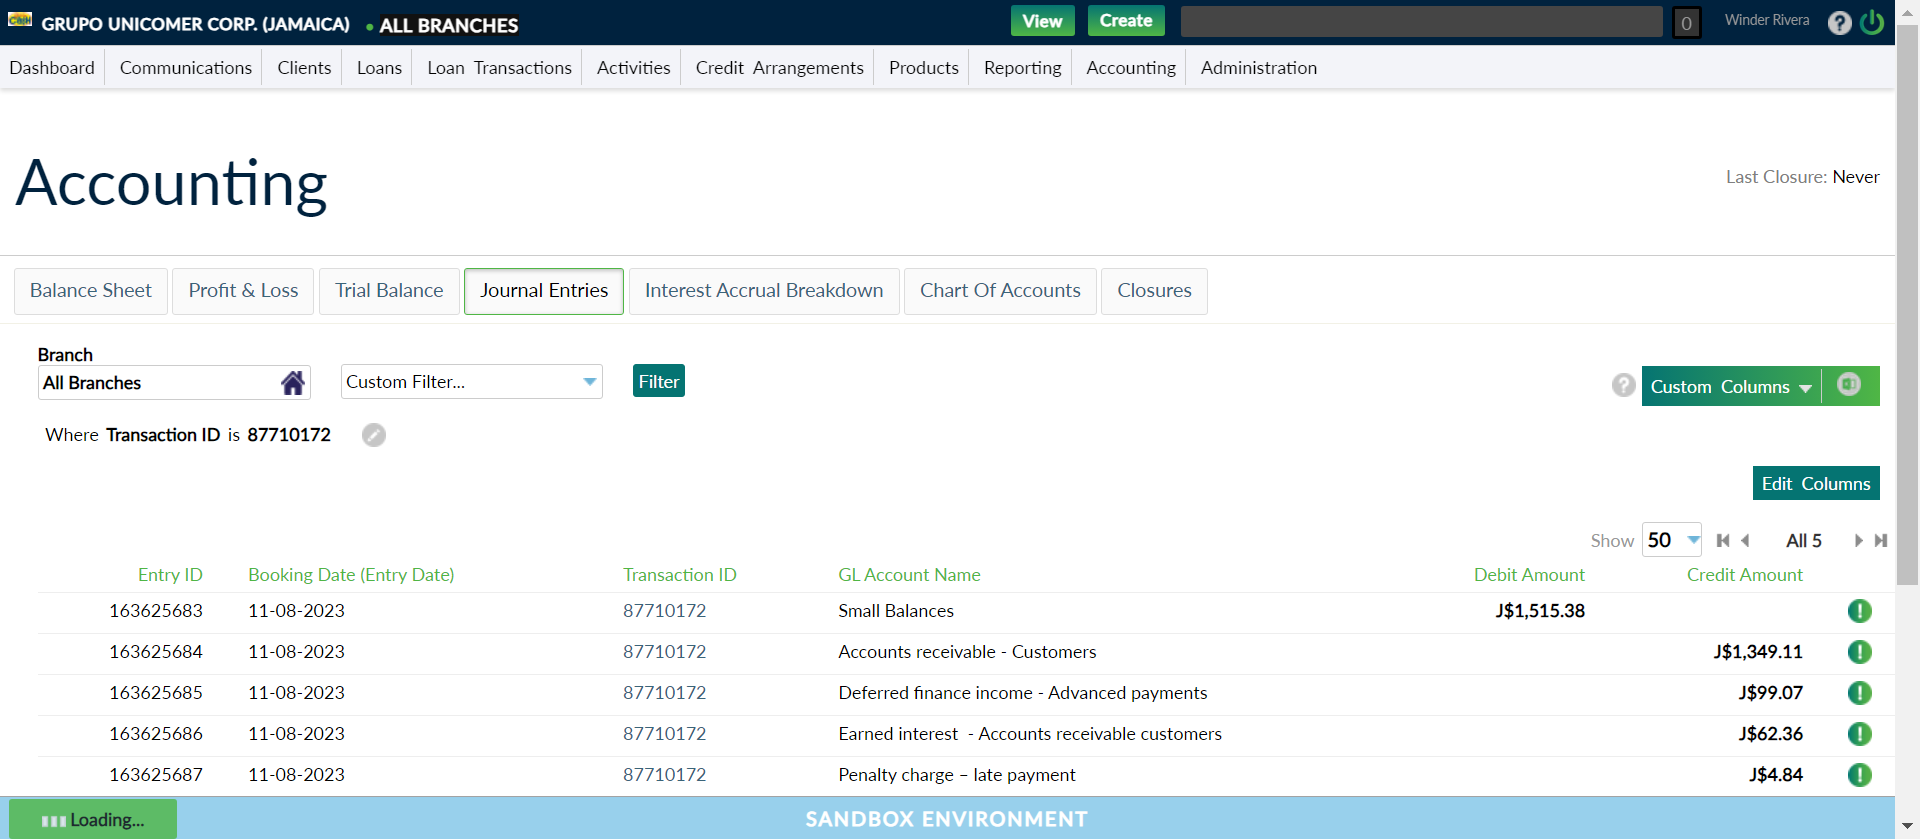 GRUPO UNICOMER CORP. (JAMAICA) • ALL BRANCHES View Create 0 Winder Rivera ?
Dashboard Communications Clients Loans Loan Transactions Activities Credit Arrangements Products Reporting Accounting Administration
Accounting
Last Closure: Never
Balance Sheet Profit & Loss Trial Balance Journal Entries Interest Accrual Breakdown Chart Of Accounts Closures
Branch
All Branches Custom Filter... Filter ? Custom Columns
Where Transaction ID is 87710172
Edit Columns
Show 50 All 5
Entry ID Booking Date (Entry Date) Transaction ID GL Account Name Debit Amount Credit Amount
163625683 11-08-2023 87710172 Small Balances J$1,515.38
163625684 11-08-2023 87710172 Accounts receivable - Customers J$1,349.11
163625685 11-08-2023 87710172 Deferred finance income - Advanced payments J$99.07
163625686 11-08-2023 87710172 Earned interest - Accounts receivable customers J$62.36
163625687 11-08-2023 87710172 Penalty charge – late payment J$4.84
Loading... SANDBOX ENVIRONMENT